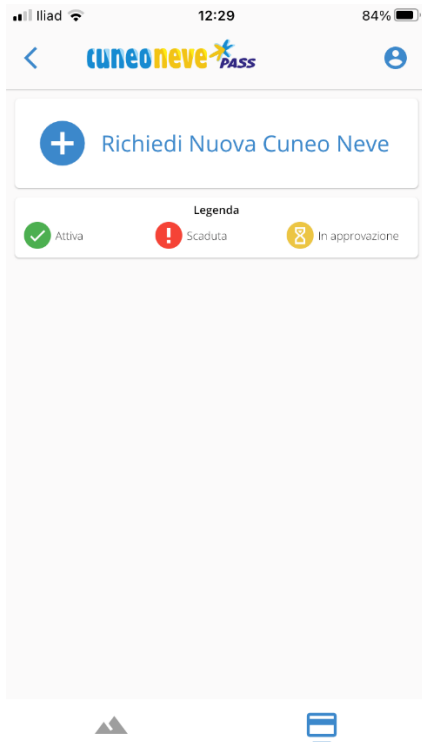 Iliad 12:29 84%
cuneoneve PASS
Richiedi Nuova Cuneo Neve
Legenda
Attiva Scaduta In approvazione